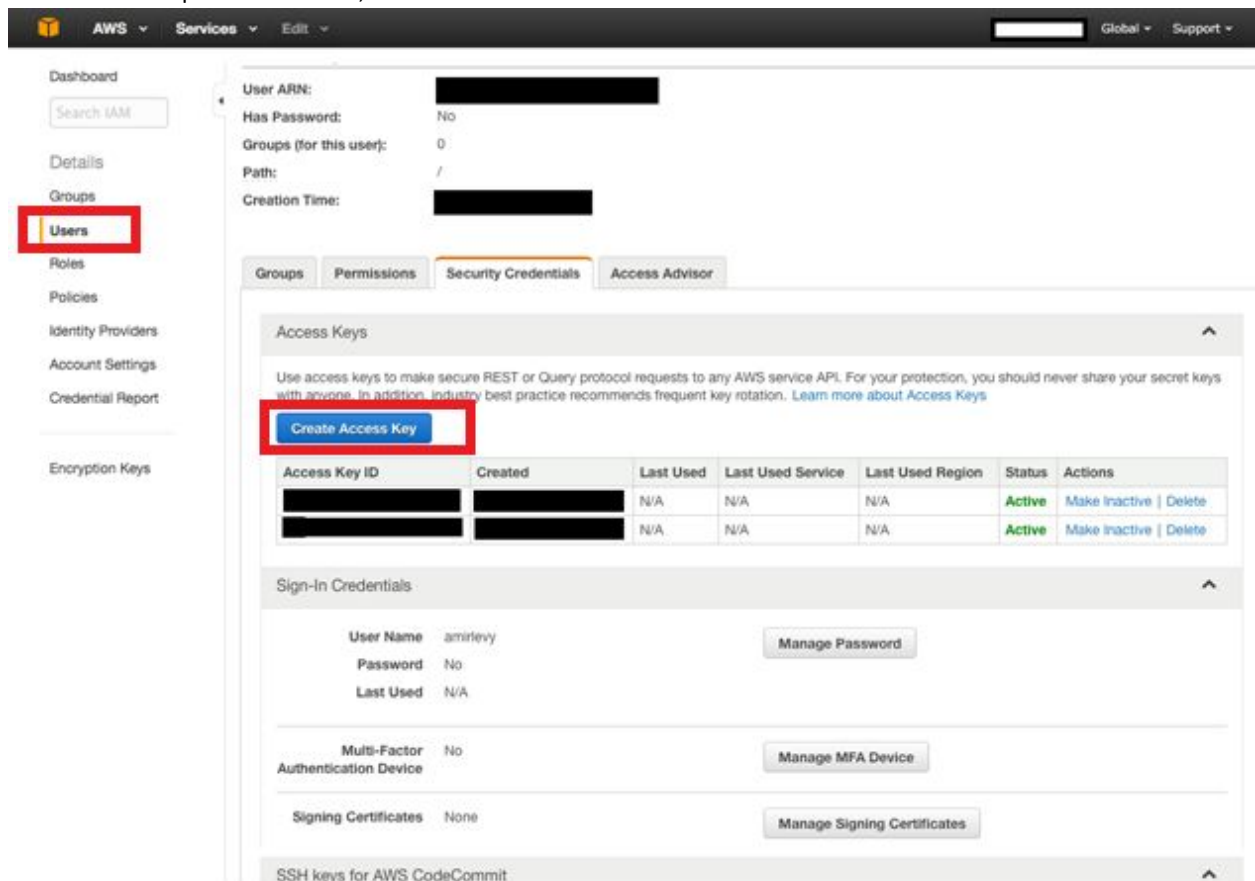 AWS Services Edit Global Support
Dashboard
Search IAM
Details
Groups
Users
Roles
Policies
Identity Providers
Account Settings
Credential Report
Encryption Keys
User ARN:
Has Password: No
Groups (for this user): 0
Path: /
Creation Time:
Groups Permissions Security Credentials Access Advisor
Access Keys
Use access keys to make secure REST or Query protocol requests to any AWS service API. For your protection, you should never share your secret keys
with anyone. In addition, industry best practice recommends frequent key rotation. Learn more about Access Keys
Create Access Key
Access Key ID Created Last Used Last Used Service Last Used Region Status Actions
N/A N/A N/A Active Make Inactive | Delete
N/A N/A N/A Active Make Inactive | Delete
Sign-In Credentials
User Name amirlevy
Manage Password
Password No
Last Used N/A
Multi-Factor No
Authentication Device
Manage MFA Device
Signing Certificates None
Manage Signing Certificates
SSH keys for AWS CodeCommit